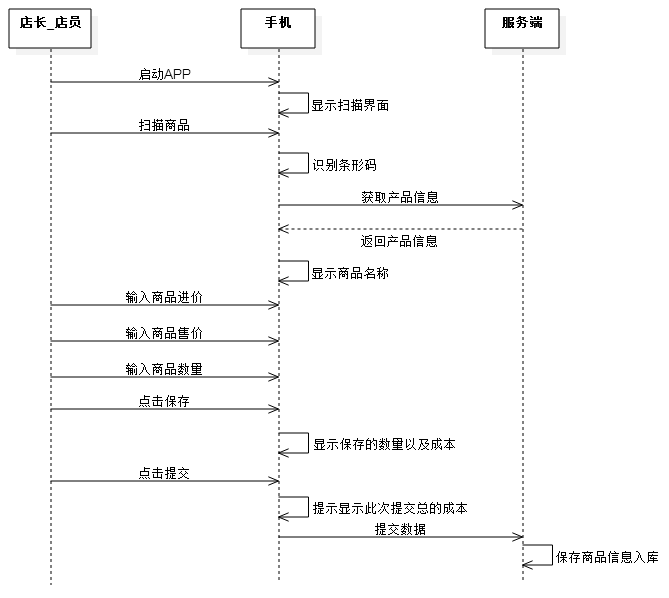 店长_店员
手机
服务端
启动APP
显示扫描界面
扫描商品
识别条形码
获取产品信息
返回产品信息
显示商品名称
输入商品进价
输入商品售价
输入商品数量
点击保存
显示保存的数量以及成本
点击提交
提示显示此次提交总的成本
提交数据
保存商品信息入库